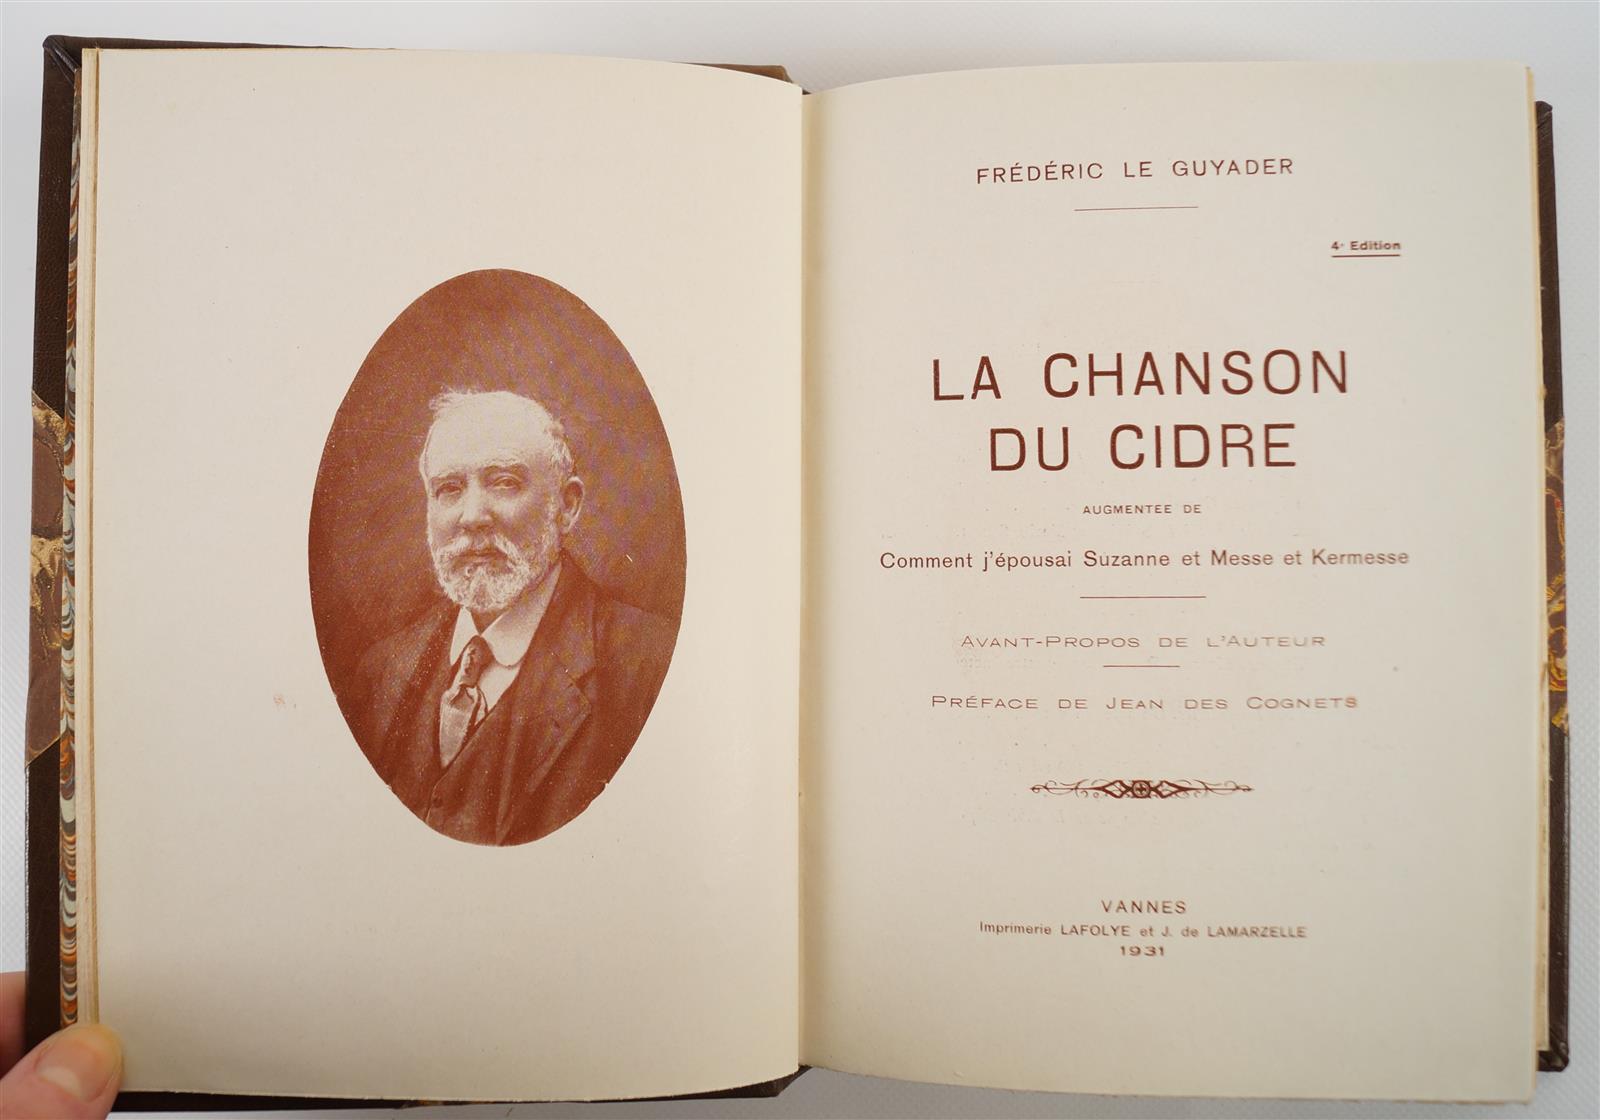 FRÉDÉRIC LE GUYADER
4e Edition
LA CHANSON
DU CIDRE
AUGMENTEE DE
Comment j'épousai Suzanne et Messe et Kermesse
AVANT-PROPOS DE L'AUTEUR
PRÉFACE DE JEAN DES COGNETS
VANNES
Imprimerie LAFOLYE et J. de LAMARZELLE
1931